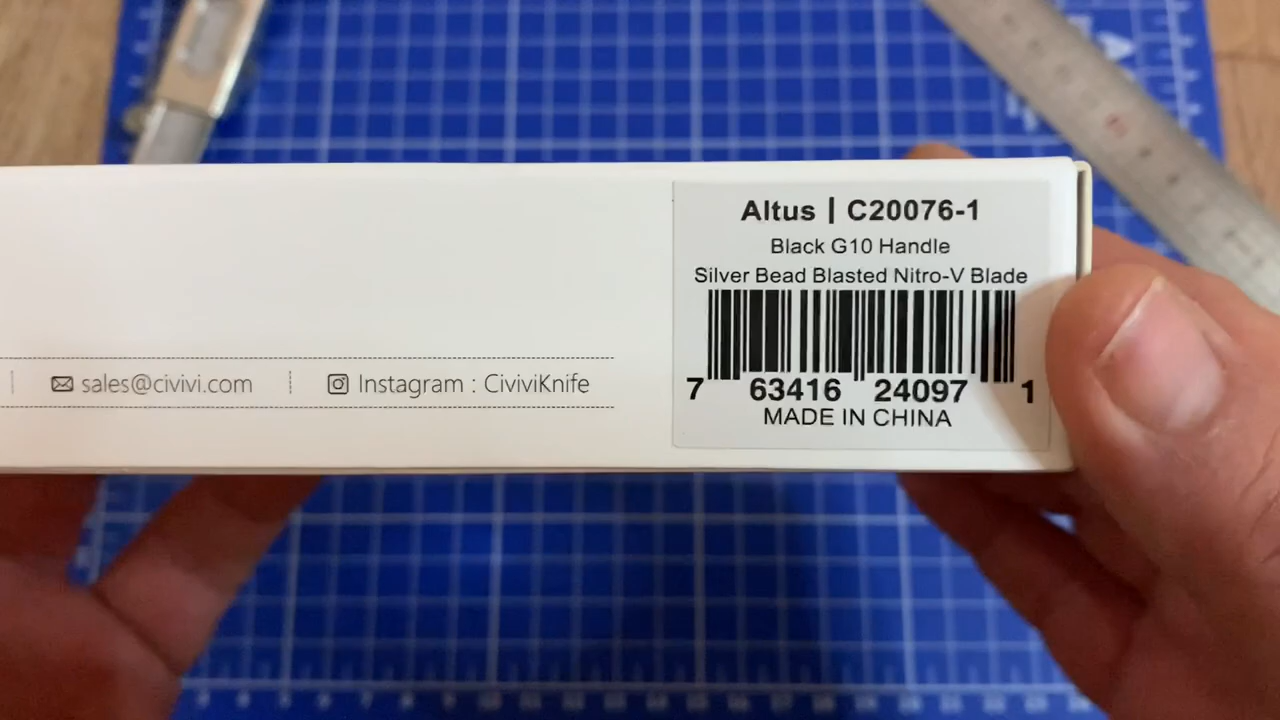 Altus | C20076-1
Black G10 Handle
Silver Bead Blasted Nitro-V Blade
7 63416 24097 1
MADE IN CHINA
sales@civivi.com
Instagram : CiviviKnife